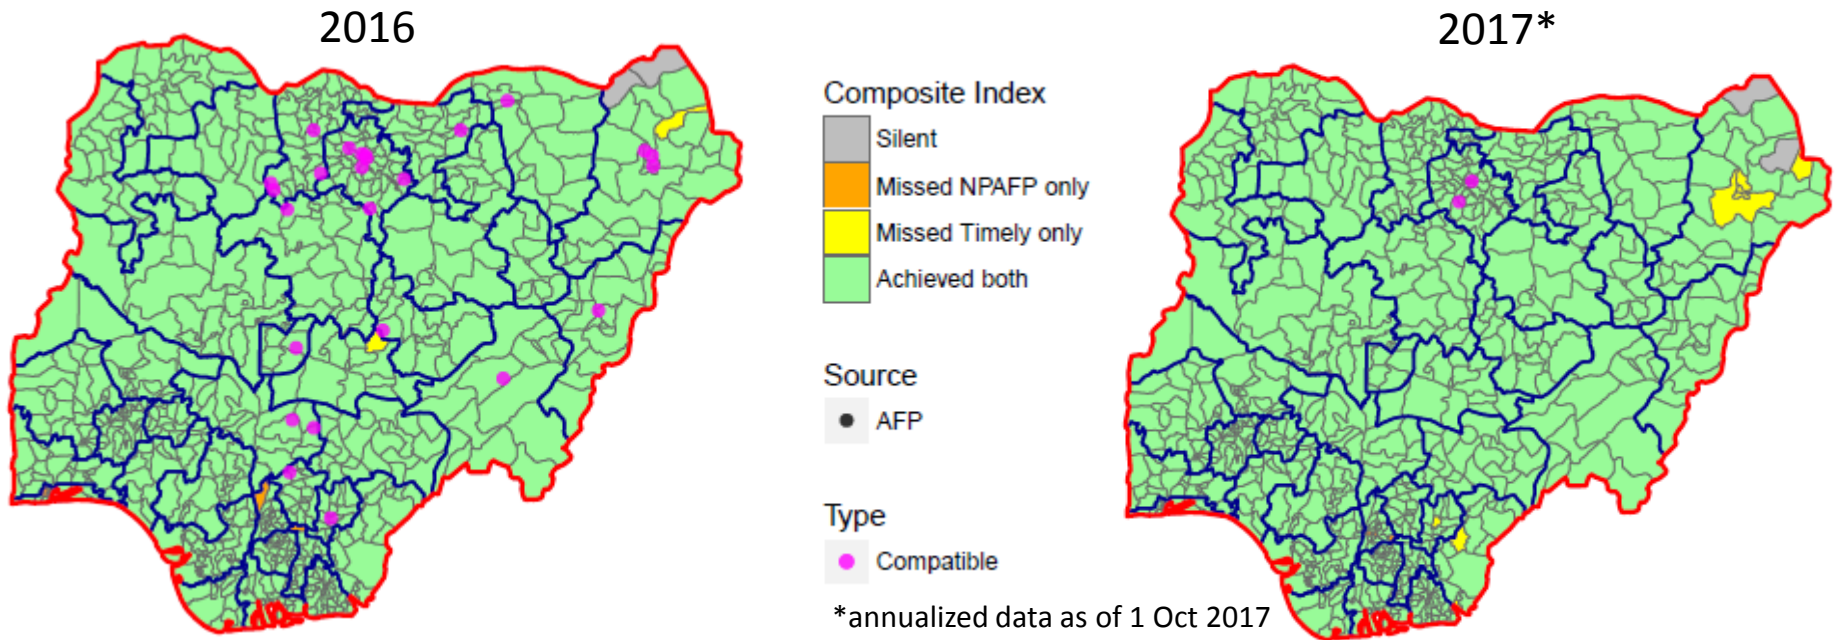 2016
2017*
Composite Index
Silent
Missed NPAFP only
Missed Timely only
Achieved both
Source
AFP
Type
Compatible
*annualized data as of 1 Oct 2017